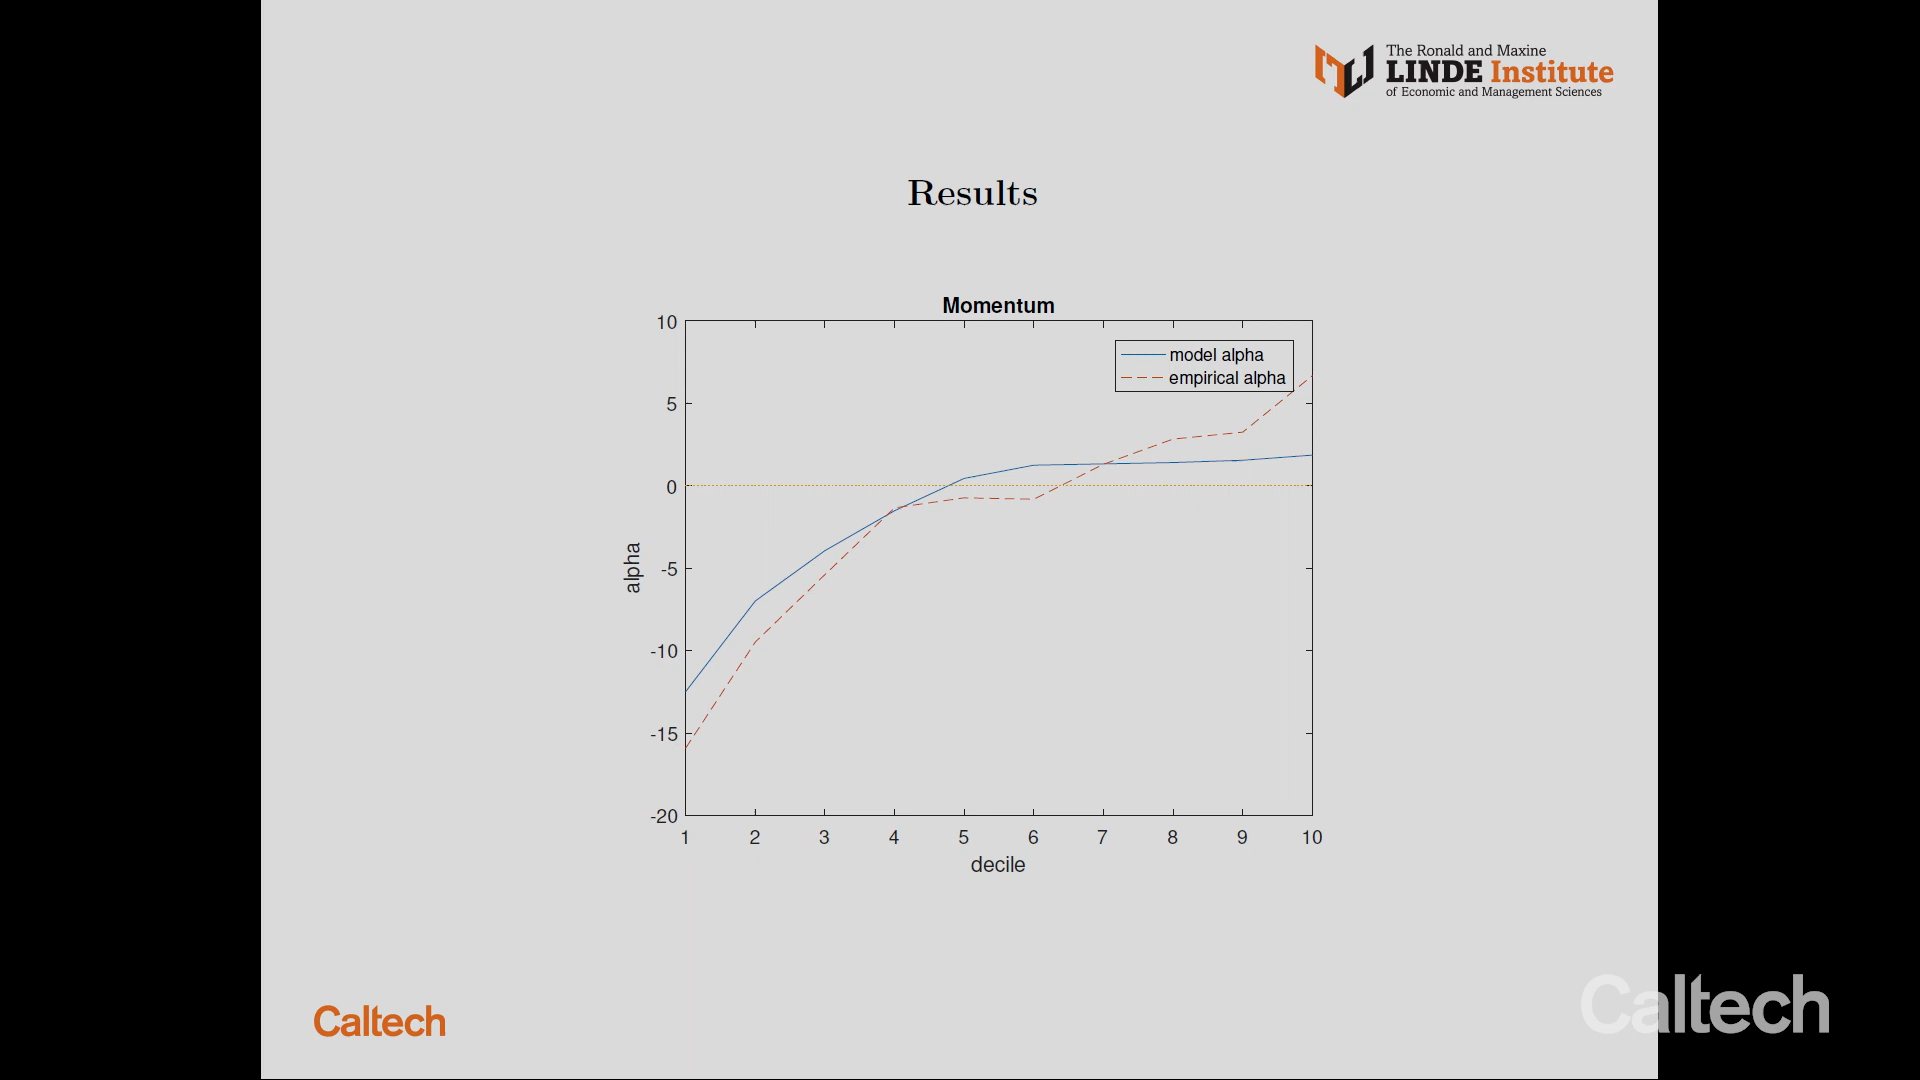 The Ronald and Maxine
LINDE Institute
of Economic and Management Sciences
Results
Momentum
10
5
0
-5
-10
-15
-20
alpha
model alpha
empirical alpha
1 2 3 4 5 6 7 8 9 10
decile
Caltech
Caltech